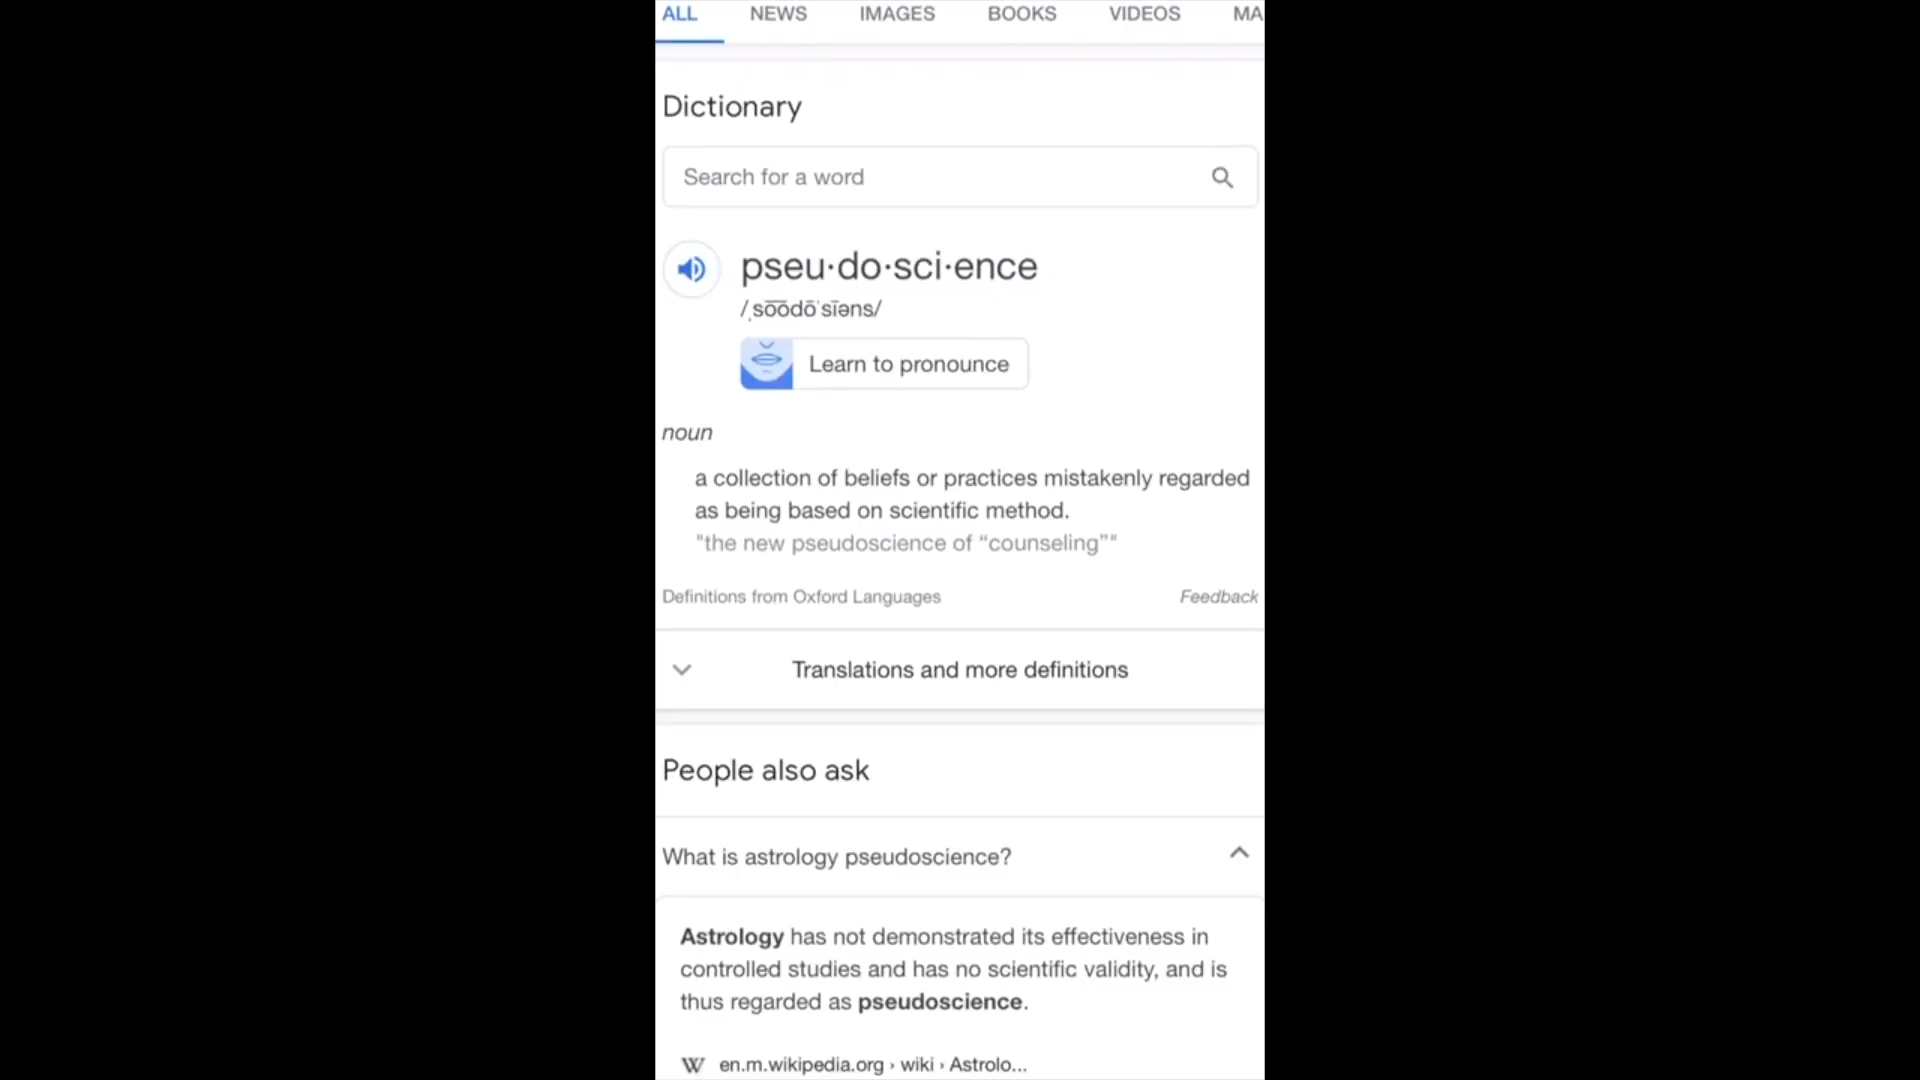 ALL NEWS IMAGES BOOKS VIDEOS MA
Dictionary
Search for a word
pseu·do·sci·ence
/ˌso͞odōˈsīəns/
Learn to pronounce
noun
a collection of beliefs or practices mistakenly regarded
as being based on scientific method.
"the new pseudoscience of “counseling”"
Definitions from Oxford Languages Feedback
Translations and more definitions
People also ask
What is astrology pseudoscience?
Astrology has not demonstrated its effectiveness in
controlled studies and has no scientific validity, and is
thus regarded as pseudoscience.
W en.m.wikipedia.org › wiki › Astrolo...